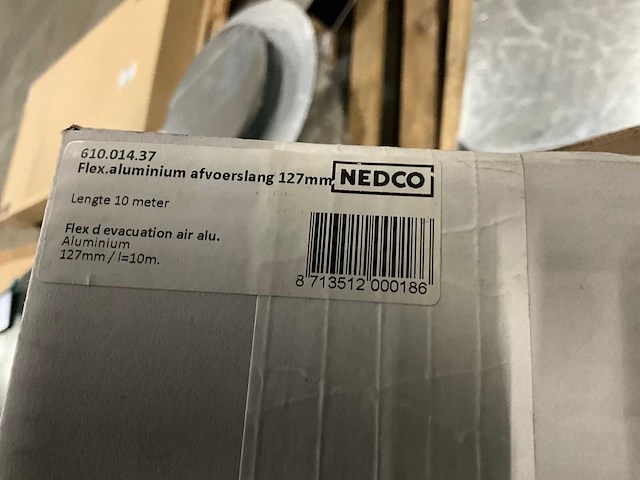 610.014.37
Flex.aluminium afvoerslang 127mm
NEDCO
Lengte 10 meter
Flex d evacuation air alu.
Aluminium
127mm / l=10m.
8 713512 000186